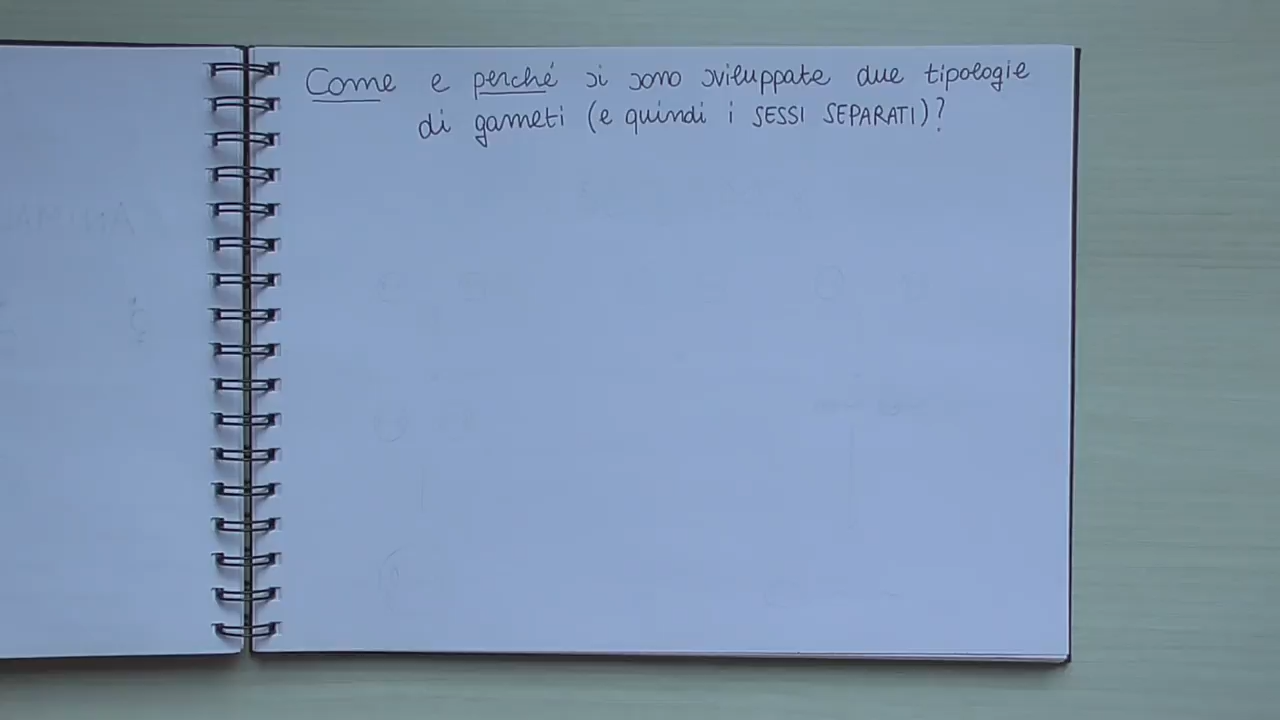 Come e perché si sono sviluppate due tipologie
di gameti (e quindi i SESSI SEPARATI)?